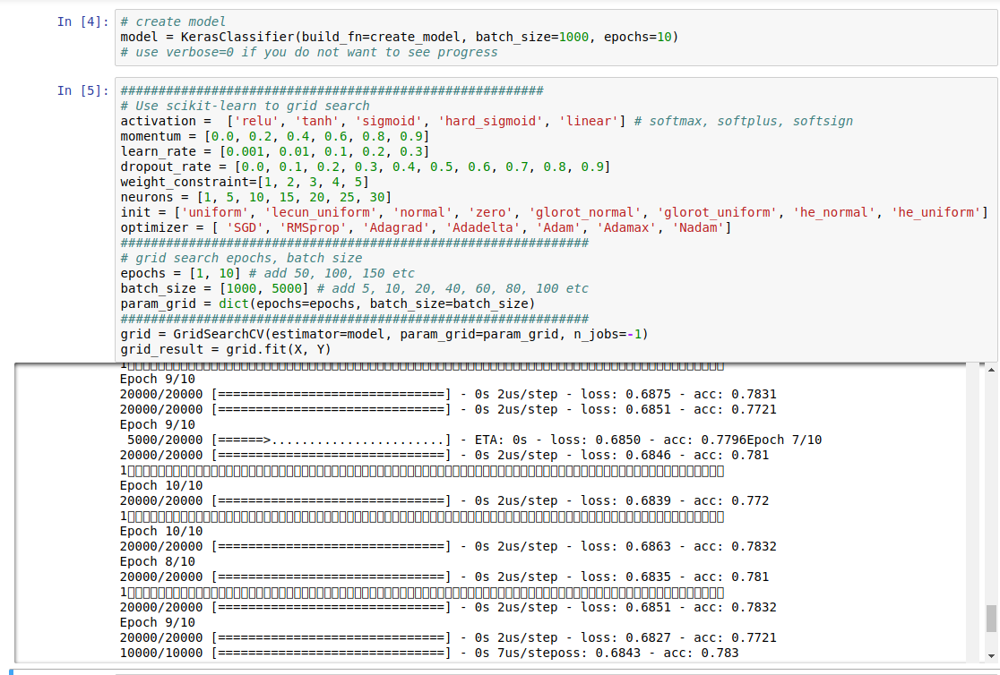 In [4]:
# create model
model = KerasClassifier(build_fn=create_model, batch_size=1000, epochs=10)
# use verbose=0 if you do not want to see progress
In [5]:
########################################################
# Use scikit-learn to grid search
activation =  ['relu', 'tanh', 'sigmoid', 'hard_sigmoid', 'linear'] # softmax, softplus, softsign
momentum = [0.0, 0.2, 0.4, 0.6, 0.8, 0.9]
learn_rate = [0.001, 0.01, 0.1, 0.2, 0.3]
dropout_rate = [0.0, 0.1, 0.2, 0.3, 0.4, 0.5, 0.6, 0.7, 0.8, 0.9]
weight_constraint=[1, 2, 3, 4, 5]
neurons = [1, 5, 10, 15, 20, 25, 30]
init = ['uniform', 'lecun_uniform', 'normal', 'zero', 'glorot_normal', 'glorot_uniform', 'he_normal', 'he_uniform']
optimizer = [ 'SGD', 'RMSprop', 'Adagrad', 'Adadelta', 'Adam', 'Adamax', 'Nadam']
##############################################################
# grid search epochs, batch size
epochs = [1, 10] # add 50, 100, 150 etc
batch_size = [1000, 5000] # add 5, 10, 20, 40, 60, 80, 100 etc
param_grid = dict(epochs=epochs, batch_size=batch_size)
##############################################################
grid = GridSearchCV(estimator=model, param_grid=param_grid, n_jobs=-1)
grid_result = grid.fit(X, Y)
1
Epoch 9/10
20000/20000 [==============================] - 0s 2us/step - loss: 0.6875 - acc: 0.7831
20000/20000 [==============================] - 0s 2us/step - loss: 0.6851 - acc: 0.7721
Epoch 9/10
 5000/20000 [======>.......................] - ETA: 0s - loss: 0.6850 - acc: 0.7796Epoch 7/10
20000/20000 [==============================] - 0s 2us/step - loss: 0.6846 - acc: 0.781
1
Epoch 10/10
20000/20000 [==============================] - 0s 2us/step - loss: 0.6839 - acc: 0.772
1
Epoch 10/10
20000/20000 [==============================] - 0s 2us/step - loss: 0.6863 - acc: 0.7832
Epoch 8/10
20000/20000 [==============================] - 0s 2us/step - loss: 0.6835 - acc: 0.781
1
20000/20000 [==============================] - 0s 2us/step - loss: 0.6851 - acc: 0.7832
Epoch 9/10
20000/20000 [==============================] - 0s 2us/step - loss: 0.6827 - acc: 0.7721
10000/10000 [==============================] - 0s 7us/steposs: 0.6843 - acc: 0.783